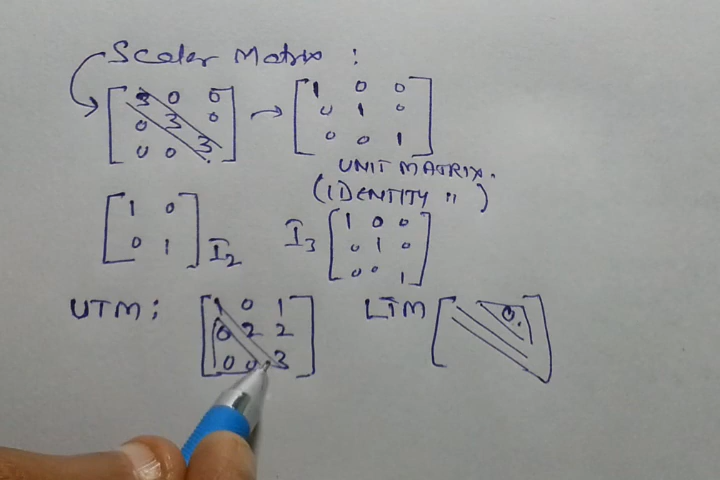 Scaler Matrix :
3 0 0
0 3 0
0 0 3
→
1 0 0
0 1 0
0 0 1
UNIT MATRIX.
(IDENTITY " )
1 0
0 1
I2
I3
1 0 0
0 1 0
0 0 1
UTM :
1 0 1
0 2 2
0 0 3
LTM
0